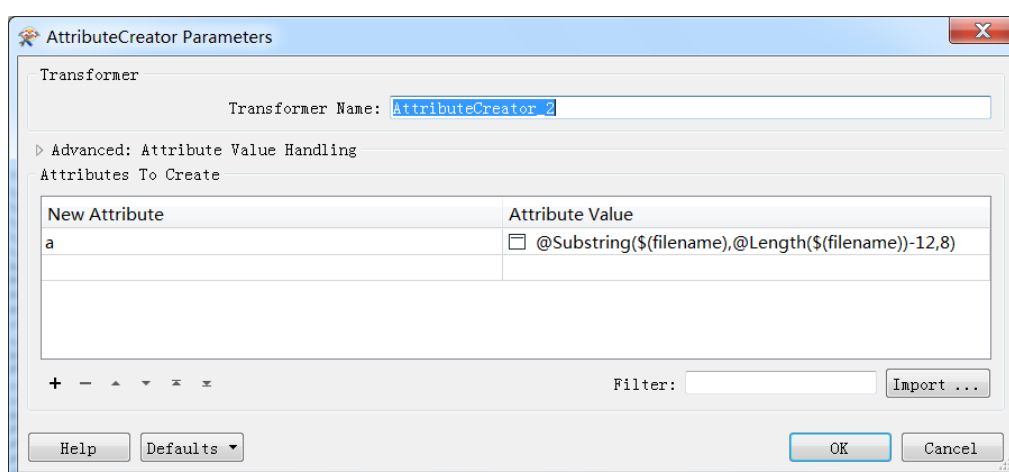 AttributeCreator Parameters
Transformer
Transformer Name: AttributeCreator_2
Advanced: Attribute Value Handling
Attributes To Create
New Attribute Attribute Value
a @Substring($(filename),@Length($(filename))-12,8)
Filter: Import ...
Help Defaults OK Cancel